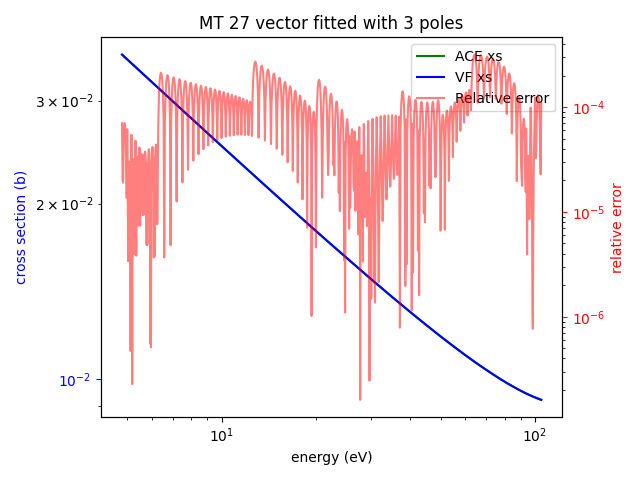 MT 27 vector fitted with 3 poles
ACE xs
VF xs
Relative error
3 × 10⁻²
2 × 10⁻²
10⁻²
cross section (b)
10⁻⁴
10⁻⁵
10⁻⁶
relative error
10¹
10²
energy (eV)